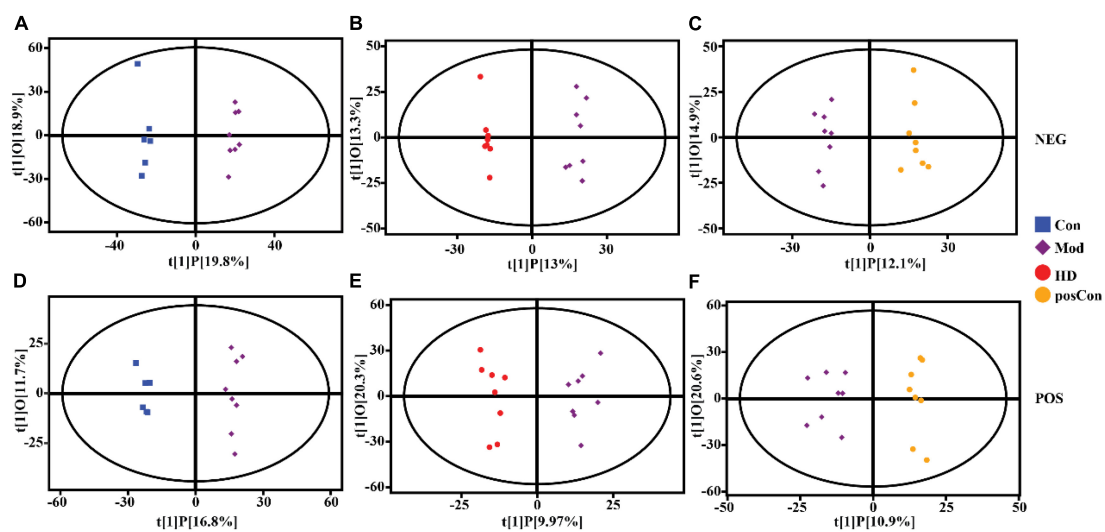 A
t[1]O[18.9%]
60
30
0
-30
-60
-40
0
40
t[1]P[19.8%]
B
t[1]O[13.3%]
50
25
0
-25
-50
-30
0
30
t[1]P[13%]
C
t[1]O[14.9%]
50
25
0
-25
-50
-30
0
30
t[1]P[12.1%]
NEG
Con
Mod
HD
posCon
D
t[1]O[11.7%]
25
0
-25
-60
-30
0
30
60
t[1]P[16.8%]
E
t[1]O[20.3%]
60
30
0
-30
-60
-25
0
25
t[1]P[9.97%]
F
t[1]O[20.6%]
60
30
0
-30
-60
-50
-25
0
25
50
t[1]P[10.9%]
POS